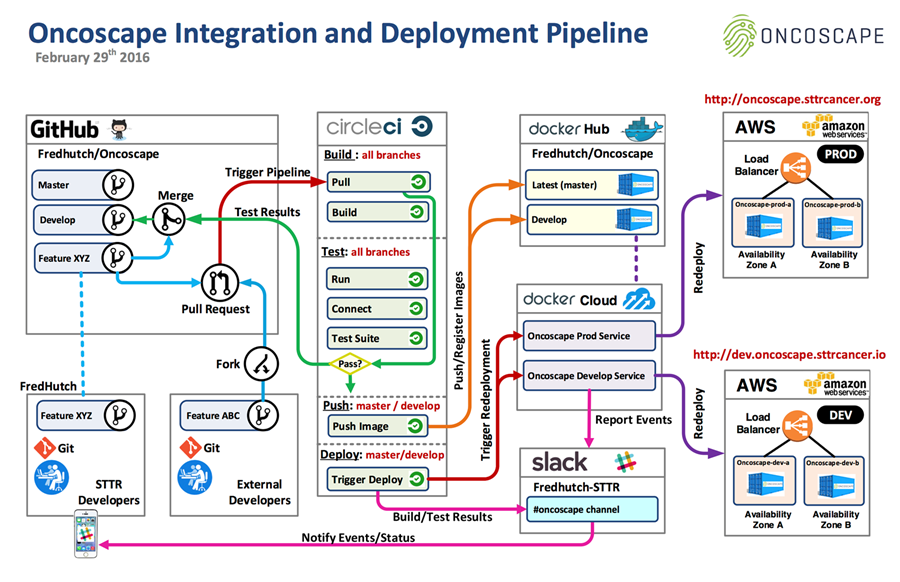 Oncoscape Integration and Deployment Pipeline
February 29th 2016
ONCOSCAPE
http://oncoscape.sttrcancer.org
GitHub
Fredhutch/Oncoscape
Master
Develop
Feature XYZ
Merge
Pull Request
Trigger Pipeline
Test Results
Fork
FredHutch
Feature XYZ
Git
STTR
Developers
Feature ABC
Git
External
Developers
circleci
Build : all branches
Pull
Build
Test: all branches
Run
Connect
Test Suite
Pass?
Push: master / develop
Push Image
Deploy: master/develop
Trigger Deploy
Push/Register Images
Trigger Redeployment
Build/Test Results
Notify Events/Status
docker Hub
Fredhutch/Oncoscape
Latest (master)
Develop
docker Cloud
Oncoscape Prod Service
Oncoscape Develop Service
Report Events
slack
Fredhutch-STTR
#oncoscape channel
Redeploy
Redeploy
AWS
amazon
webservices™
PROD
Load
Balancer
Oncoscape-prod-a
Oncoscape-prod-b
Availability
Zone A
Availability
Zone B
http://dev.oncoscape.sttrcancer.io
AWS
amazon
webservices™
DEV
Load
Balancer
Oncoscape-dev-a
Oncoscape-dev-b
Availability
Zone A
Availability
Zone B